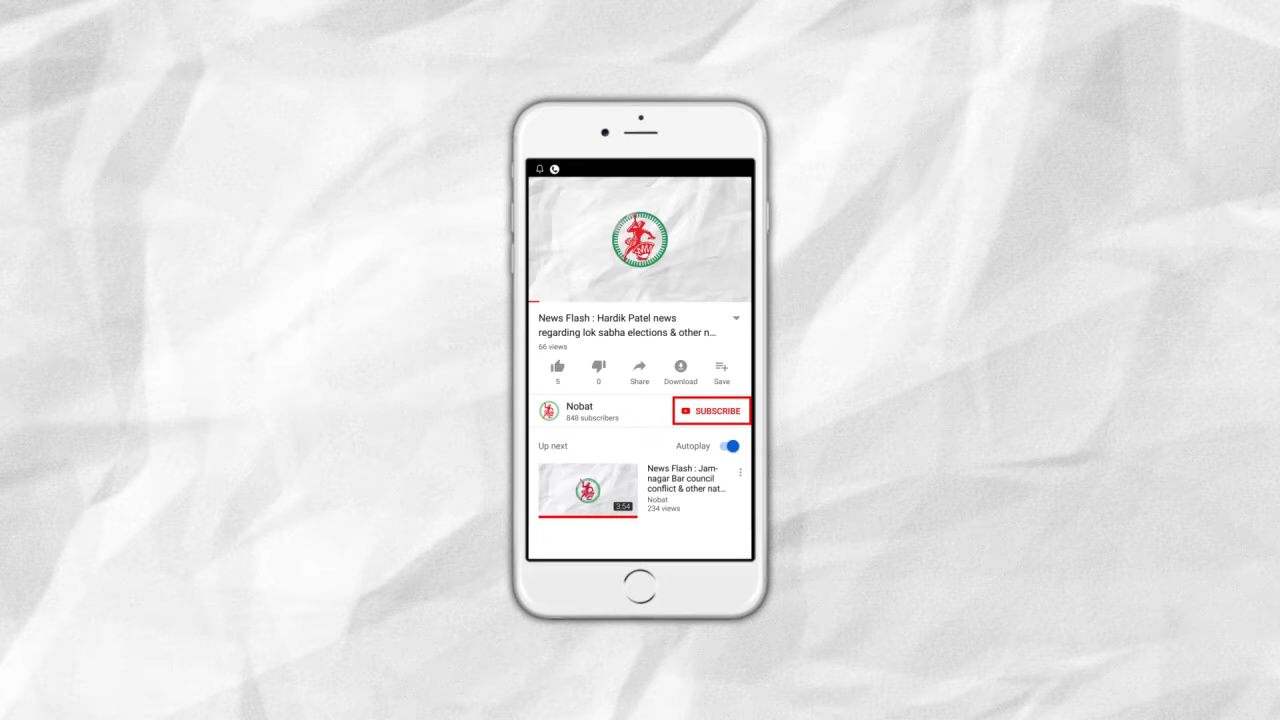 News Flash : Hardik Patel news
regarding lok sabha elections & other n...
66 views
5
0
Share
Download
Save
Nobat
848 subscribers
SUBSCRIBE
Up next
Autoplay
3:54
News Flash : Jam-
nagar Bar council
conflict & other nat...
Nobat
234 views